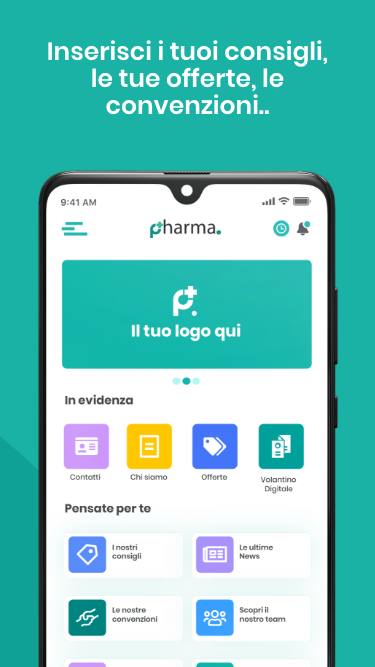 Inserisci i tuoi consigli,
le tue offerte, le
convenzioni..
9:41 AM
pharma.
p
Il tuo logo qui
In evidenza
Contatti
Chi siamo
Offerte
Volantino
Digitale
Pensate per te
I nostri
consigli
Le ultime
News
Le nostre
convenzioni
Scopri il
nostro team